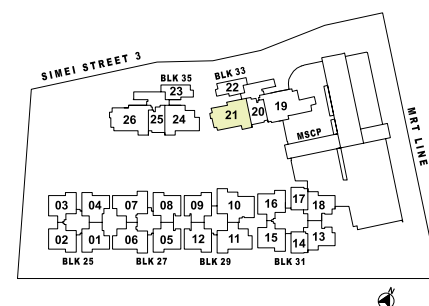 SIMEI STREET 3
BLK 35
BLK 33
23
22
26 25 24
21 20 19
MSCP
MRT LINE
03 04 07 08 09 10 16 17 18
02 01 06 05 12 11 15 14 13
BLK 25 BLK 27 BLK 29 BLK 31